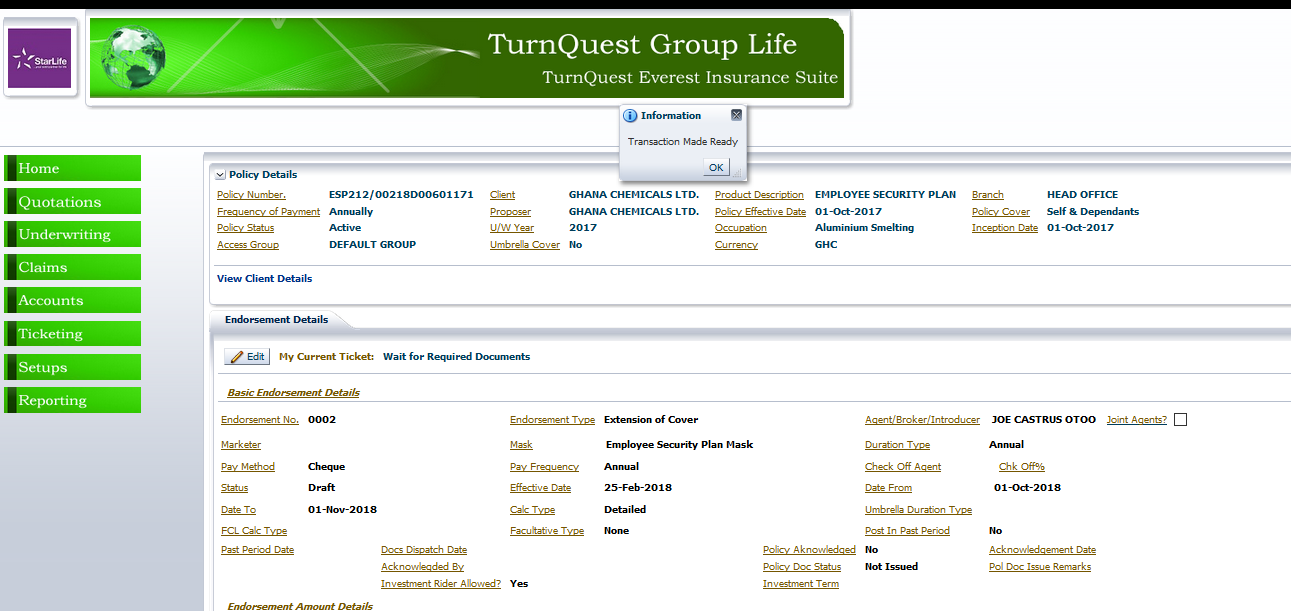 TurnQuest Group Life
StarLife
TurnQuest Everest Insurance Suite
Information
Transaction Made Ready
OK
Home
Quotations
Underwriting
Claims
Accounts
Ticketing
Setups
Reporting
Policy Details
Policy Number. ESP212/00218D00601171 Client GHANA CHEMICALS LTD. Product Description EMPLOYEE SECURITY PLAN Branch HEAD OFFICE
Frequency of Payment Annually Proposer GHANA CHEMICALS LTD. Policy Effective Date 01-Oct-2017 Policy Cover Self & Dependants
Policy Status Active U/W Year 2017 Occupation Aluminium Smelting Inception Date 01-Oct-2017
Access Group DEFAULT GROUP Umbrella Cover No Currency GHC
View Client Details
Endorsement Details
Edit My Current Ticket: Wait for Required Documents
Basic Endorsement Details
Endorsement No. 0002 Endorsement Type Extension of Cover Agent/Broker/Introducer JOE CASTRUS OTOO Joint Agents?
Marketer Mask Employee Security Plan Mask Duration Type Annual
Pay Method Cheque Pay Frequency Annual Check Off Agent Chk Off%
Status Draft Effective Date 25-Feb-2018 Date From 01-Oct-2018
Date To 01-Nov-2018 Calc Type Detailed Umbrella Duration Type
FCL Calc Type Facultative Type None Post In Past Period No
Past Period Date Docs Dispatch Date Policy Aknowledged No Acknowledgement Date
Acknowleqded By Policy Doc Status Not Issued Pol Doc Issue Remarks
Investment Rider Allowed? Yes Investment Term
Endorsement Amount Details